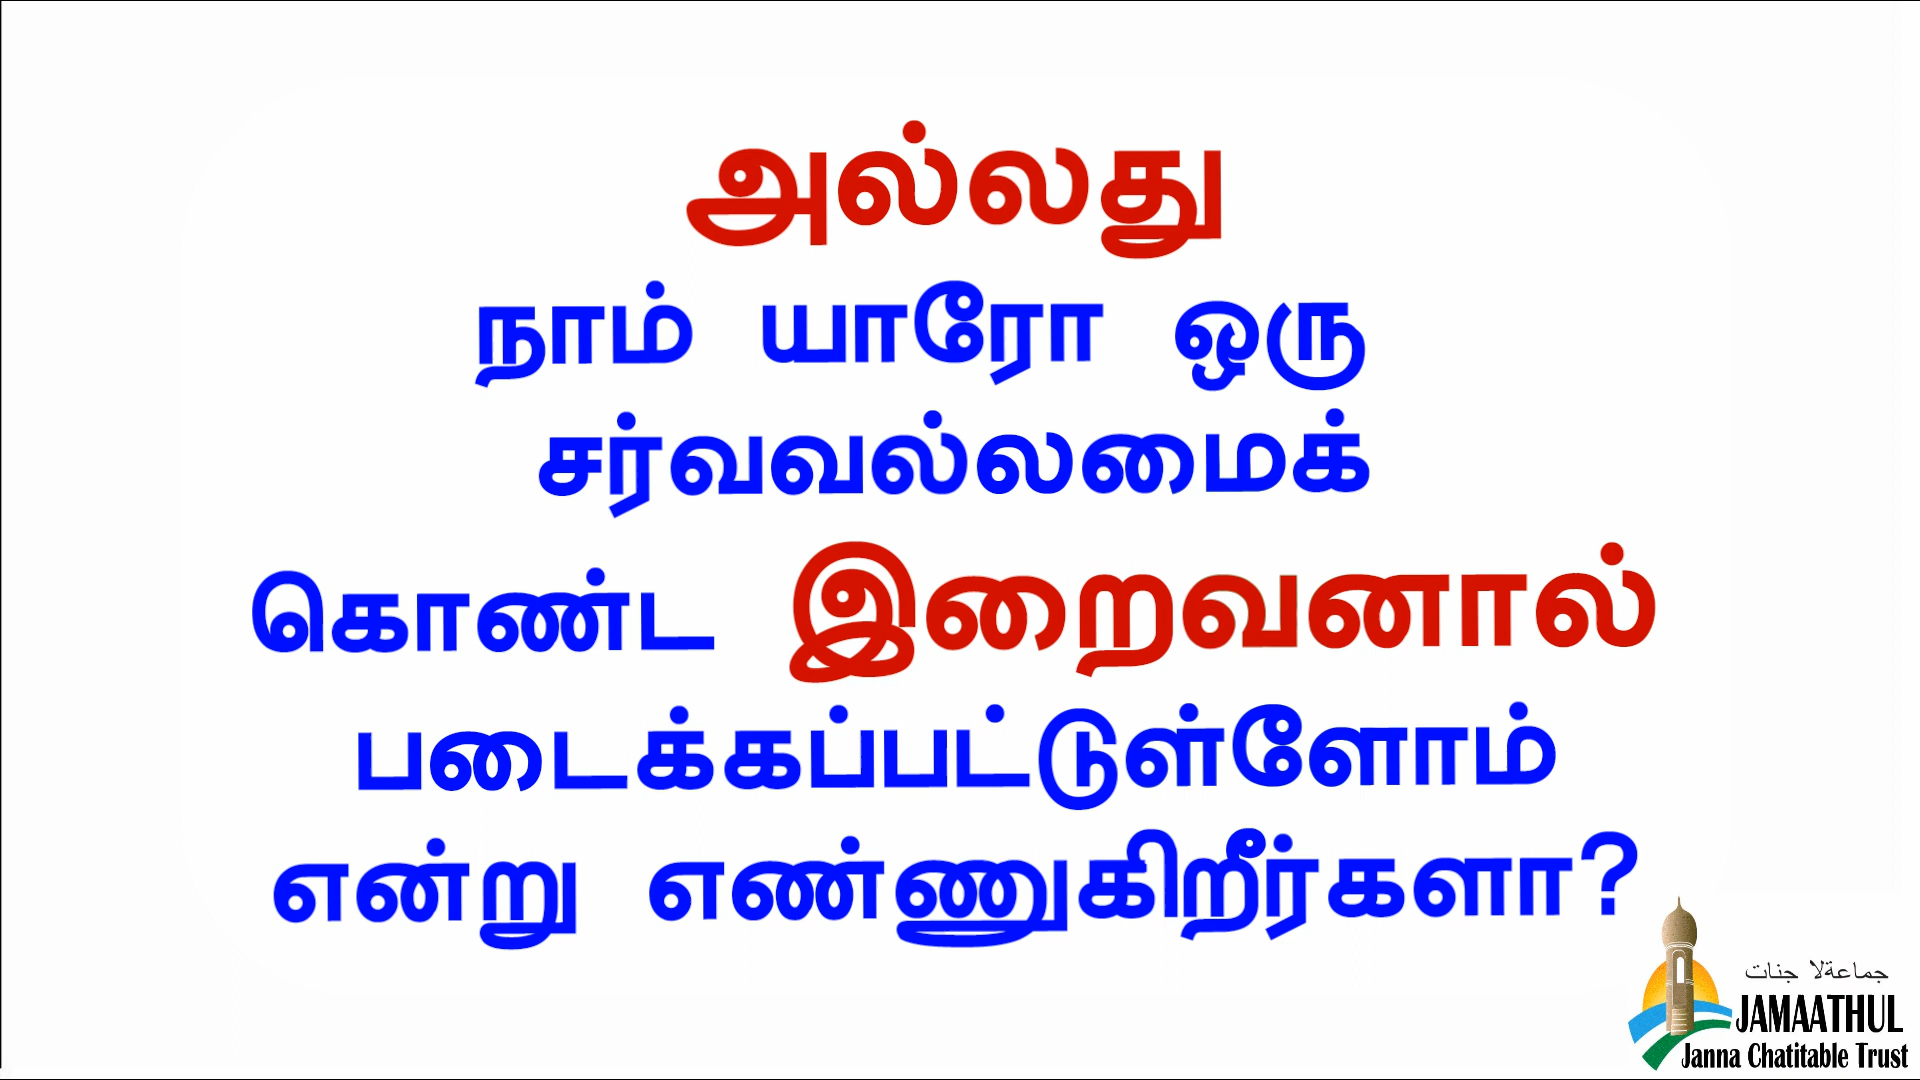 அல்லது
நாம் யாரோ ஒரு
சர்வவல்லமைக்
கொண்ட இறைவனால்
படைக்கப்பட்டுள்ளோம்
என்று எண்ணுகிறீர்களா?
جماعةلا جنات
JAMAATHUL
Janna Chatitable Trust